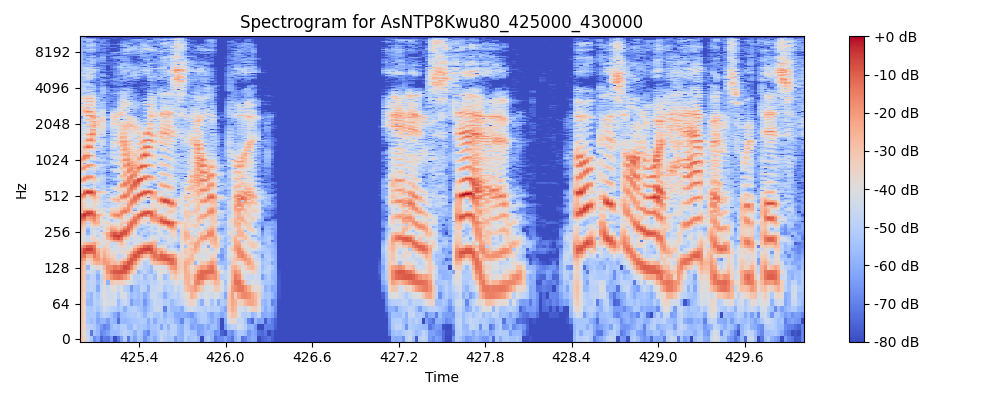 Spectrogram for AsNTP8Kwu80_425000_430000
Hz
8192
4096
2048
1024
512
256
128
64
0
425.4 426.0 426.6 427.2 427.8 428.4 429.0 429.6
Time
+0 dB
-10 dB
-20 dB
-30 dB
-40 dB
-50 dB
-60 dB
-70 dB
-80 dB